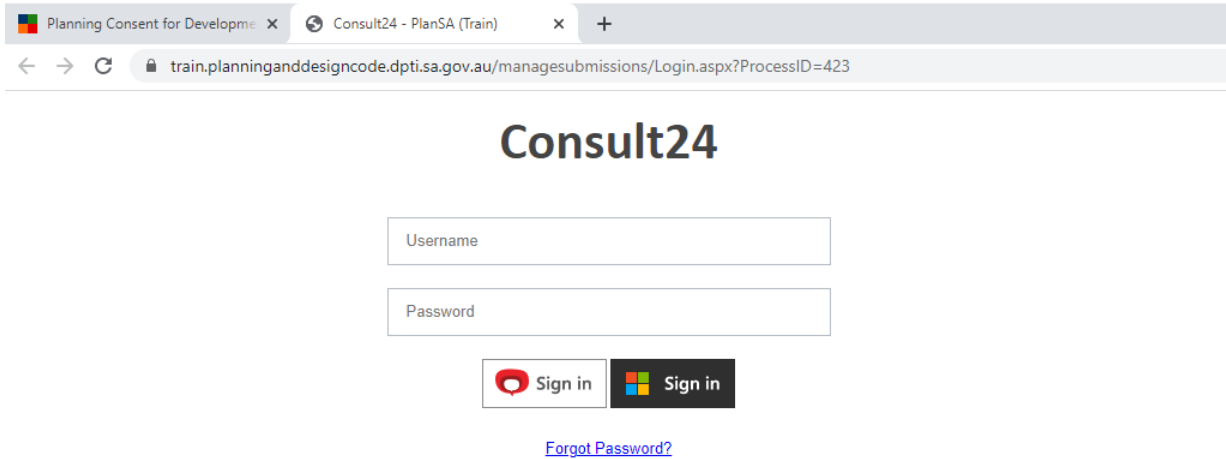 Planning Consent for Developme
Consult24 - PlanSA (Train)
train.planninganddesigncode.dpti.sa.gov.au/managesubmissions/Login.aspx?ProcessID=423
Consult24
Username
Password
Sign in Sign in
Forgot Password?